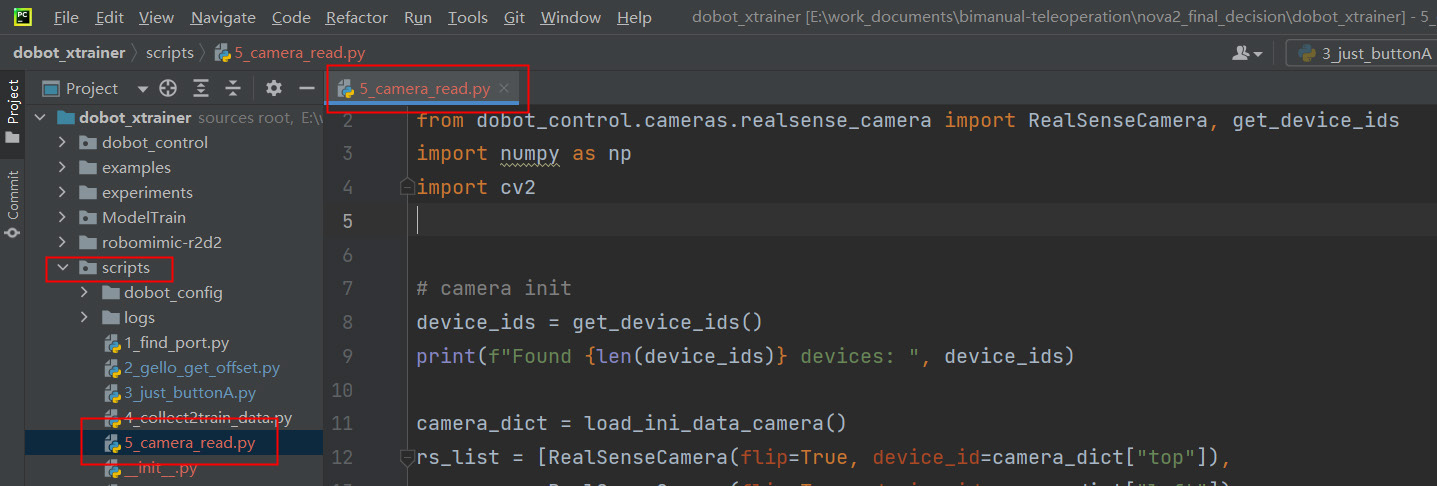 PC File Edit View Navigate Code Refactor Run Tools Git Window Help dobot_xtrainer [E:\work_documents\bimanual-teleoperation\nova2_final_decision\dobot_xtrainer] - 5_
dobot_xtrainer scripts 5_camera_read.py 3_just_buttonA
Project
Commit
Project
dobot_xtrainer sources root, E:\
dobot_control
examples
experiments
ModelTrain
robomimic-r2d2
scripts
dobot_config
logs
1_find_port.py
2_gello_get_offset.py
3_just_buttonA.py
4_collect2train_data.py
5_camera_read.py
__init__.py
5_camera_read.py
2 from dobot_control.cameras.realsense_camera import RealSenseCamera, get_device_ids
3 import numpy as np
4 import cv2
5
6
7 # camera init
8 device_ids = get_device_ids()
9 print(f"Found {len(device_ids)} devices: ", device_ids)
10
11 camera_dict = load_ini_data_camera()
12 rs_list = [RealSenseCamera(flip=True, device_id=camera_dict["top"]),